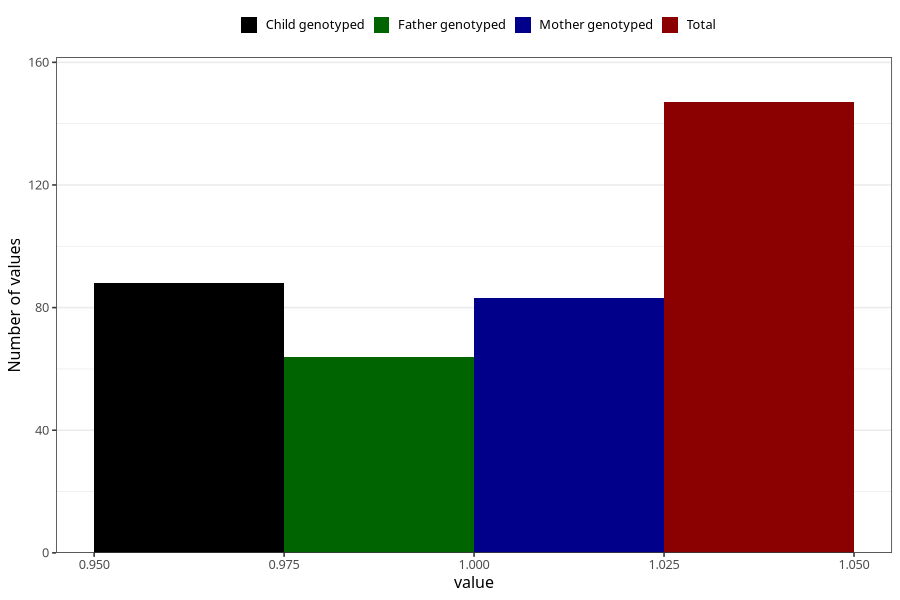 Child genotyped Father genotyped Mother genotyped Total
160
120
80
40
0
Number of values
0.950 0.975 1.000 1.025 1.050
value